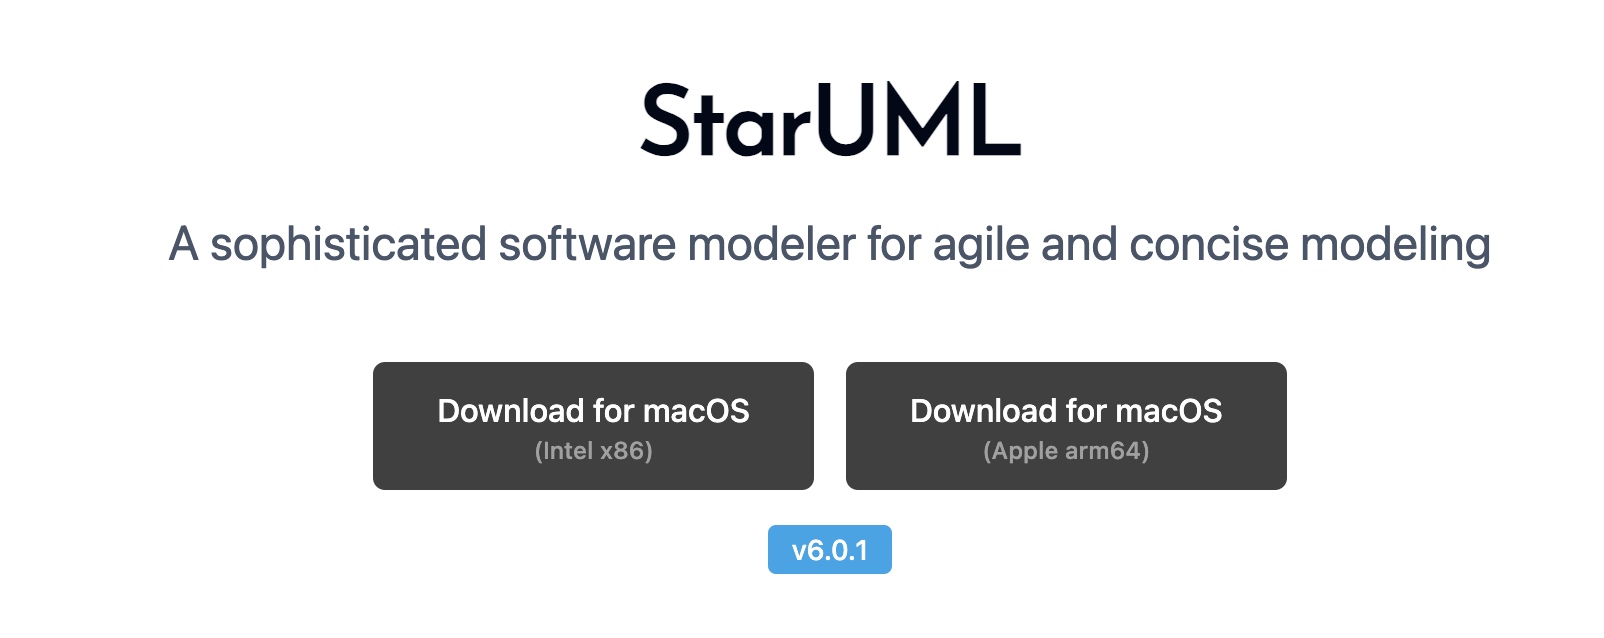 StarUML
A sophisticated software modeler for agile and concise modeling
Download for macOS
(Intel x86)
Download for macOS
(Apple arm64)
v6.0.1